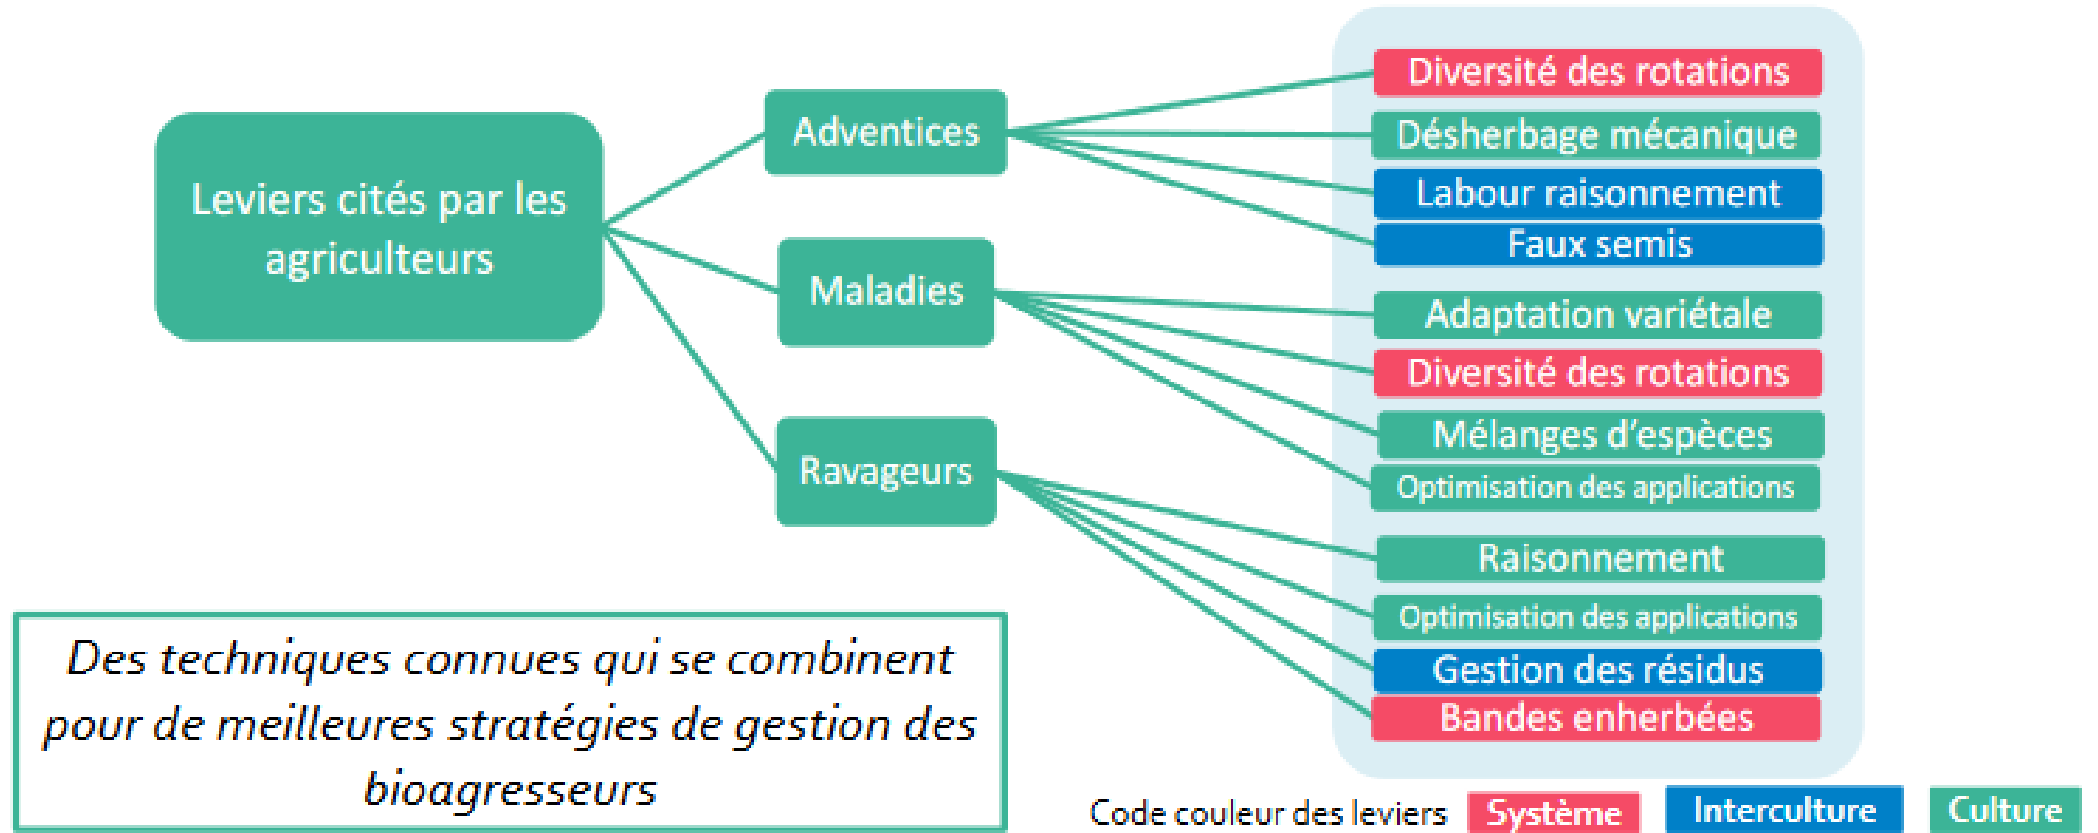 Leviers cités par les
agriculteurs
Adventices
Maladies
Ravageurs
Diversité des rotations
Désherbage mécanique
Labour raisonnement
Faux semis
Adaptation variétale
Diversité des rotations
Mélanges d'espèces
Optimisation des applications
Raisonnement
Optimisation des applications
Gestion des résidus
Bandes enherbées
Des techniques connues qui se combinent
pour de meilleures stratégies de gestion des
bioagresseurs
Code couleur des leviers Système Interculture Culture